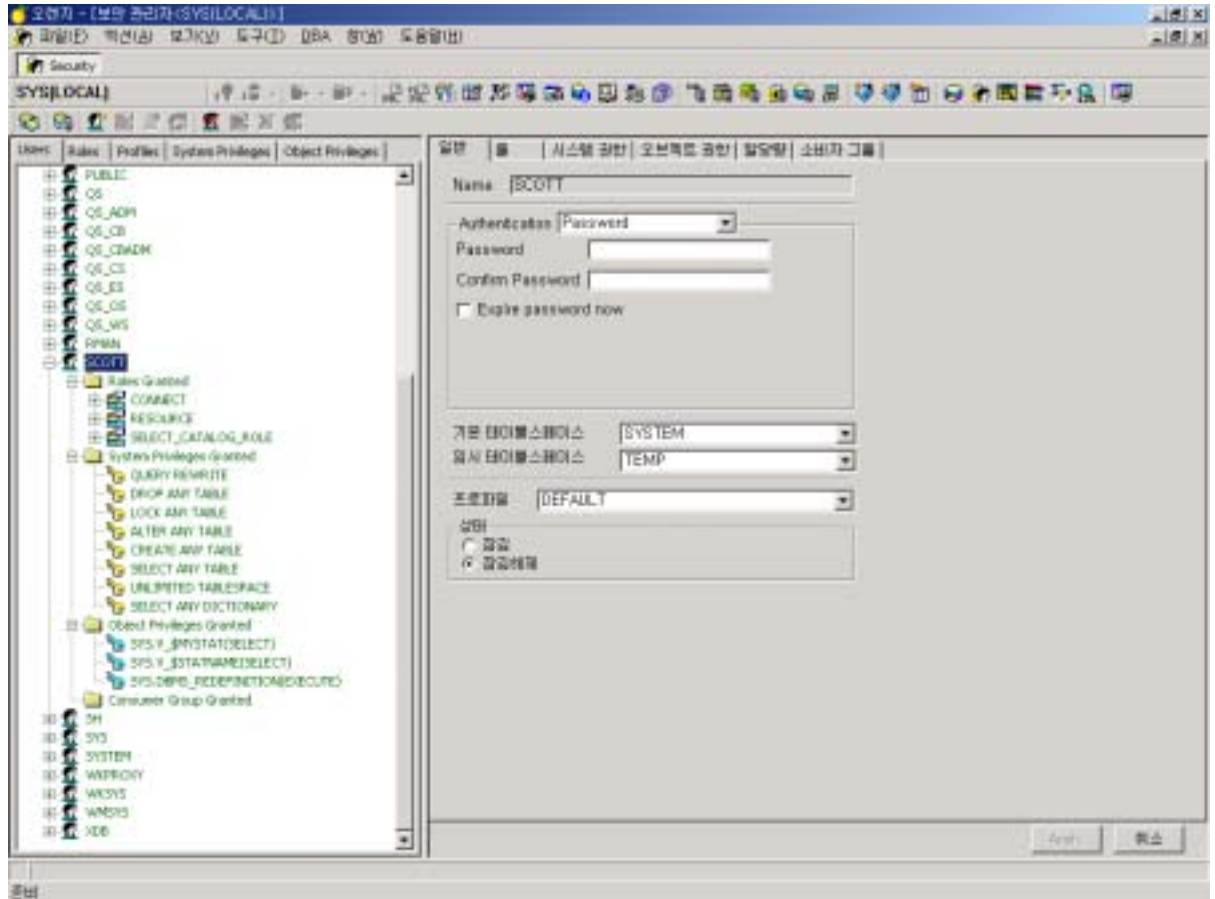 오렌지 - [보안 관리자<SYS(LOCAL)>]
파일(F) 액션(A) 보기(V) 도구(T) DBA 창(W) 도움말(H)
Security
SYS(LOCAL)
Users Roles Profiles System Privileges Object Privileges
일반 롤 시스템 권한 오브젝트 권한 할당량 소비자 그룹
PUBLIC
QS
QS_ADM
QS_CB
QS_CBADM
QS_CS
QS_ES
QS_OS
QS_WS
RMAN
SCOTT
Roles Granted
CONNECT
RESOURCE
SELECT_CATALOG_ROLE
System Privileges Granted
QUERY REWRITE
DROP ANY TABLE
LOCK ANY TABLE
ALTER ANY TABLE
CREATE ANY TABLE
SELECT ANY TABLE
UNLIMITED TABLESPACE
SELECT ANY DICTIONARY
Object Privileges Granted
SYS.V_$MYSTAT(SELECT)
SYS.V_$STATNAME(SELECT)
SYS.DBMS_REDEFINITION(EXECUTE)
Consumer Group Granted
SH
SYS
SYSTEM
WKPROXY
WKSYS
WMSYS
XDB
Name SCOTT
Authentication Password
Password
Confirm Password
Expire password now
기본 테이블스페이스 SYSTEM
임시 테이블스페이스 TEMP
프로파일 DEFAULT
상태
잠김
잠김해제
Apply 취소
준비